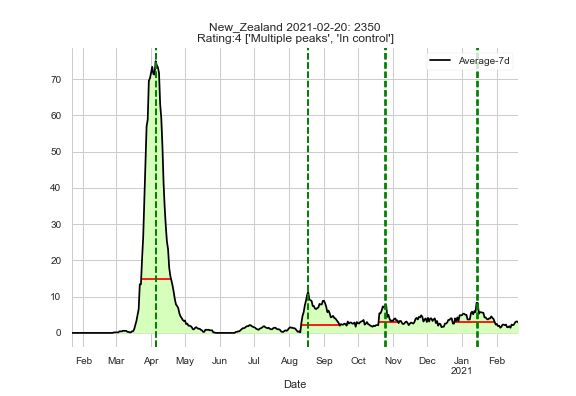 New_Zealand 2021-02-20: 2350
Rating:4 ['Multiple peaks', 'In control']
Average-7d
70
60
50
40
30
20
10
0
Feb Mar Apr May Jun Jul Aug Sep Oct Nov Dec Jan Feb
2021
Date